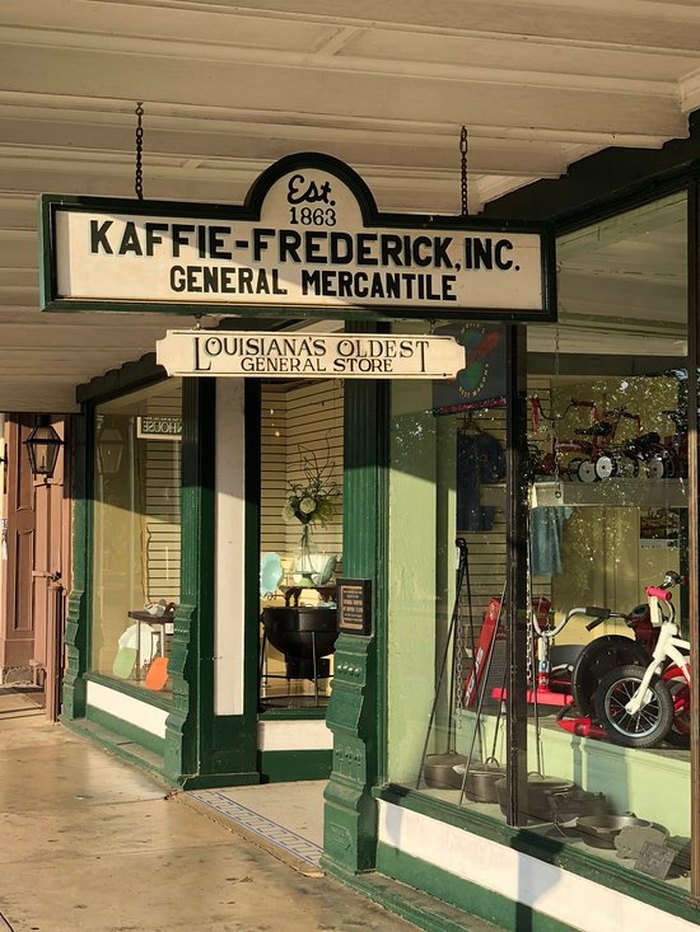 Est.
1863
KAFFIE-FREDERICK, INC.
GENERAL MERCANTILE
LOUISIANA'S OLDEST
GENERAL STORE